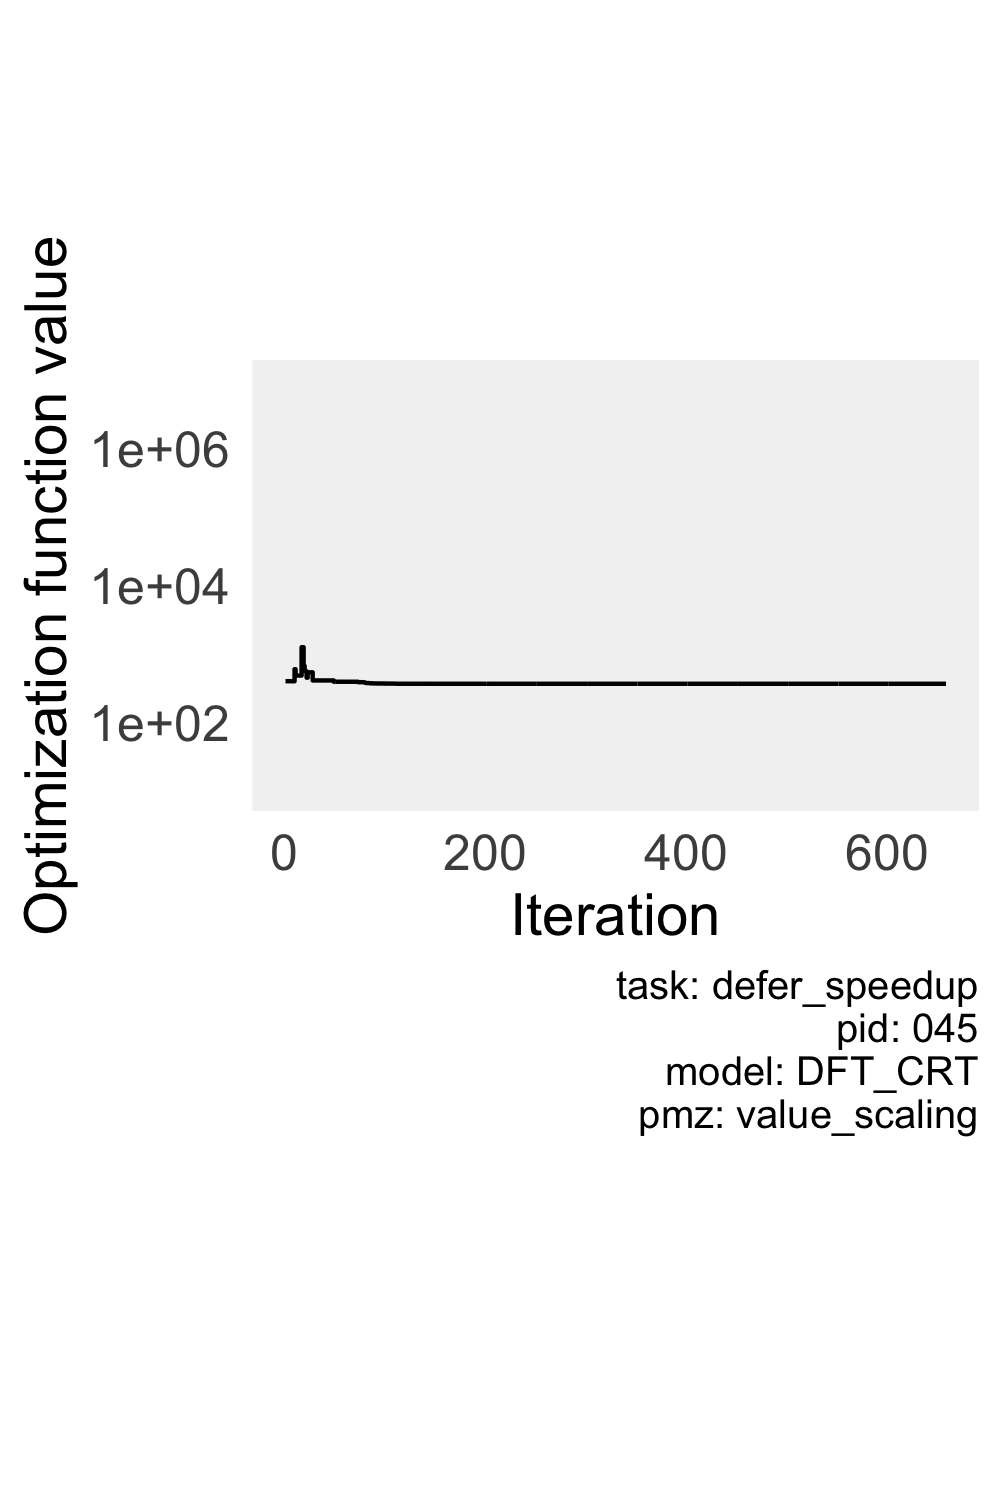 Optimization function value
1e+06
1e+04
1e+02
0 200 400 600
Iteration
task: defer_speedup
pid: 045
model: DFT_CRT
pmz: value_scaling